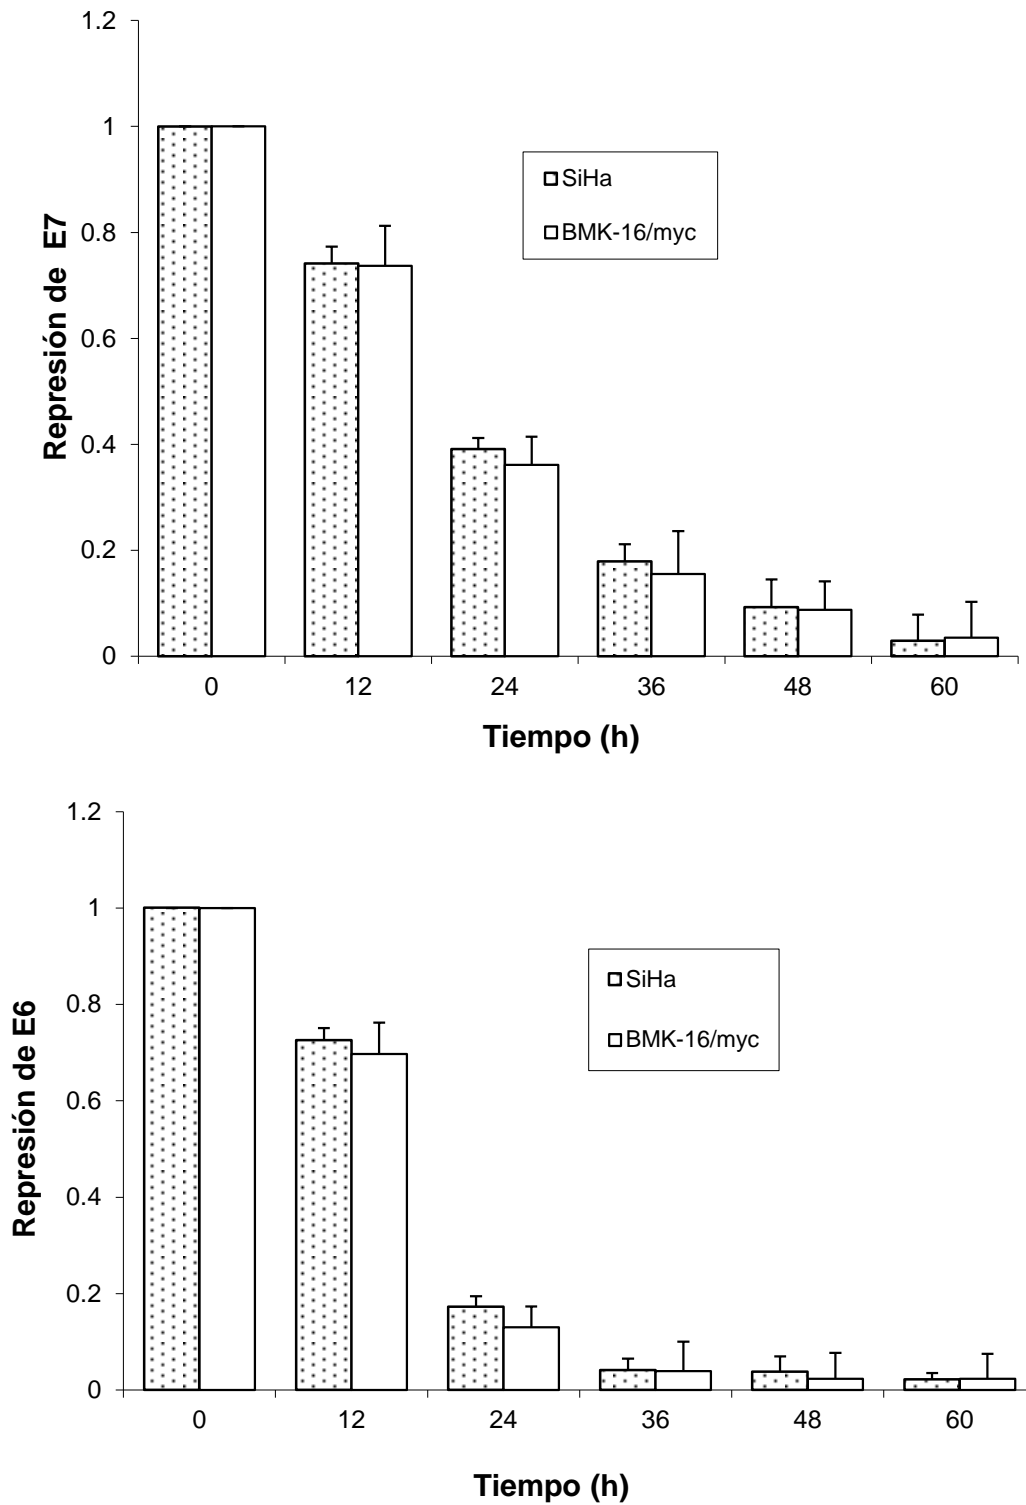 1.2
1
0.8
0.6
0.4
0.2
0
Represión de  E7
SiHa
BMK-16/myc
0 12 24 36 48 60
Tiempo (h)
1.2
1
0.8
0.6
0.4
0.2
0
Represión de E6
SiHa
BMK-16/myc
0 12 24 36 48 60
Tiempo (h)